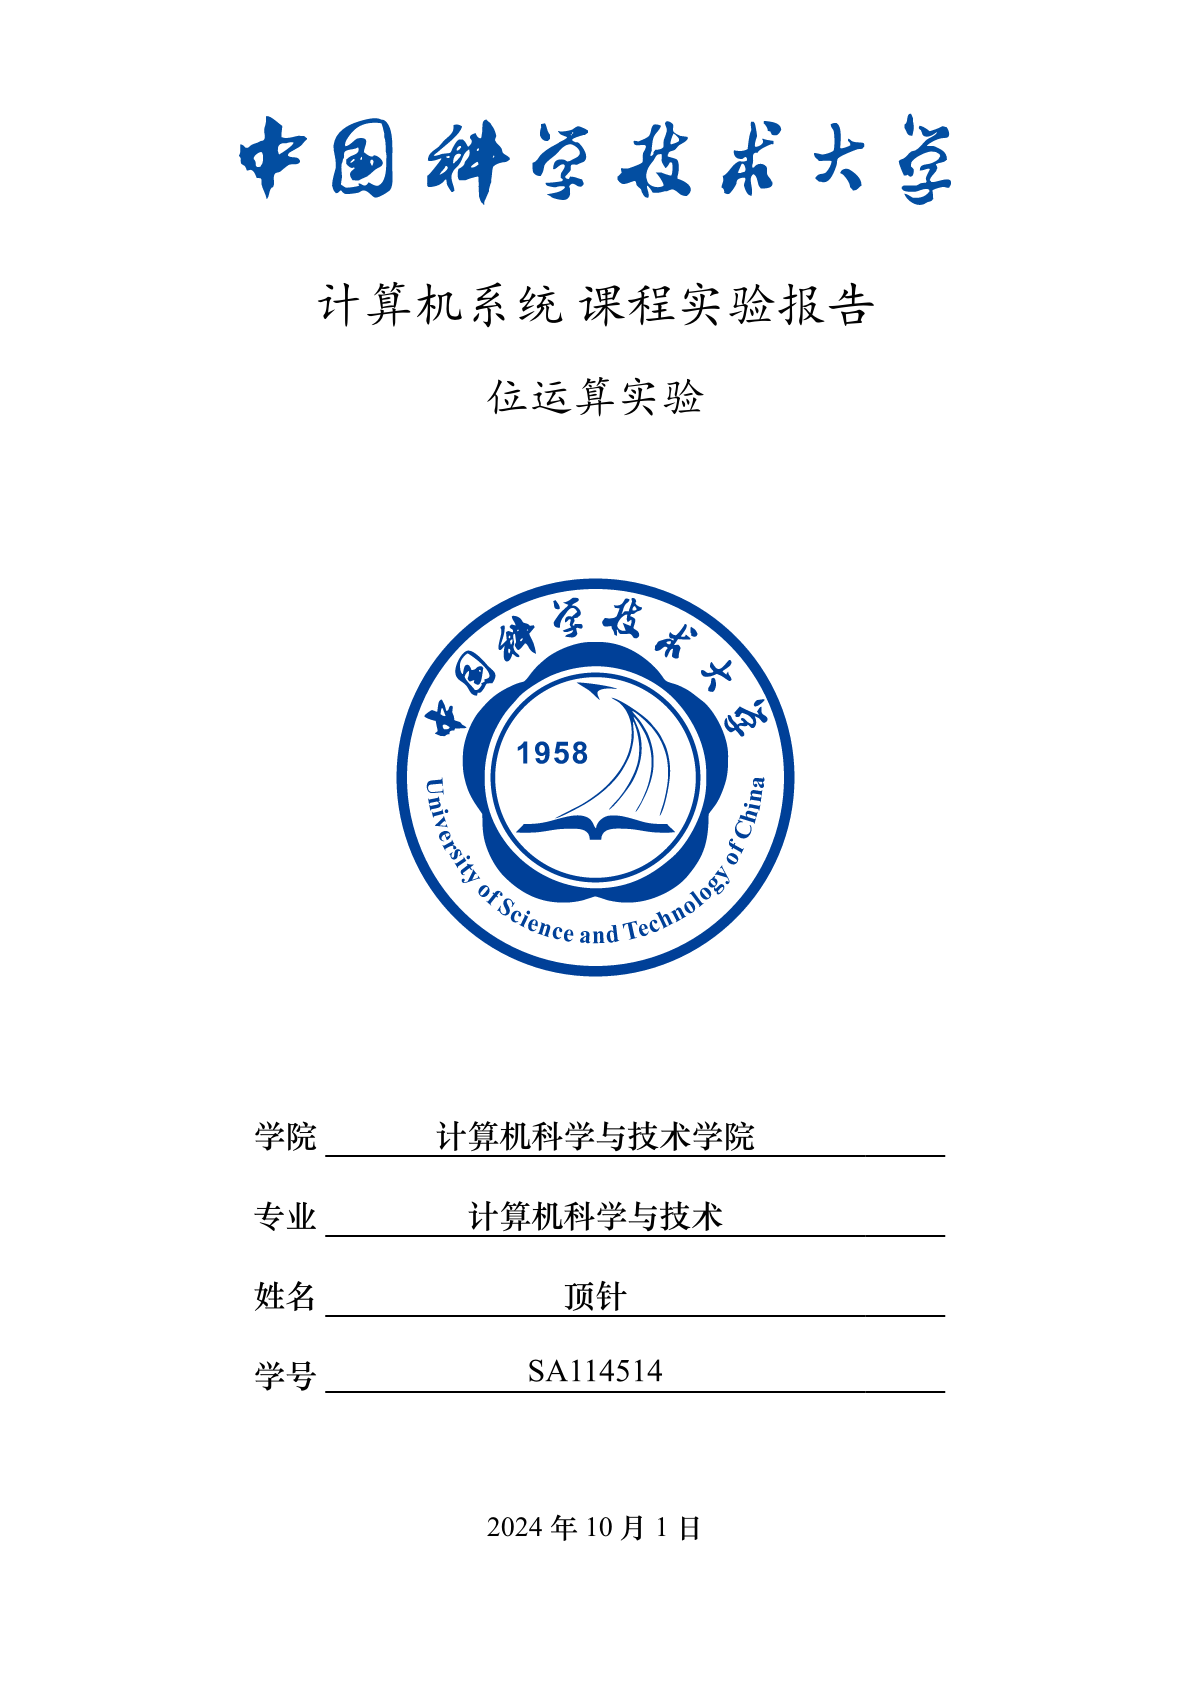 中国科学技术大学
计算机系统 课程实验报告
位运算实验
中国科学技术大学
1958
University of Science and Technology of China
学院 计算机科学与技术学院
专业 计算机科学与技术
姓名 顶针
学号 SA114514
2024 年 10 月 1 日